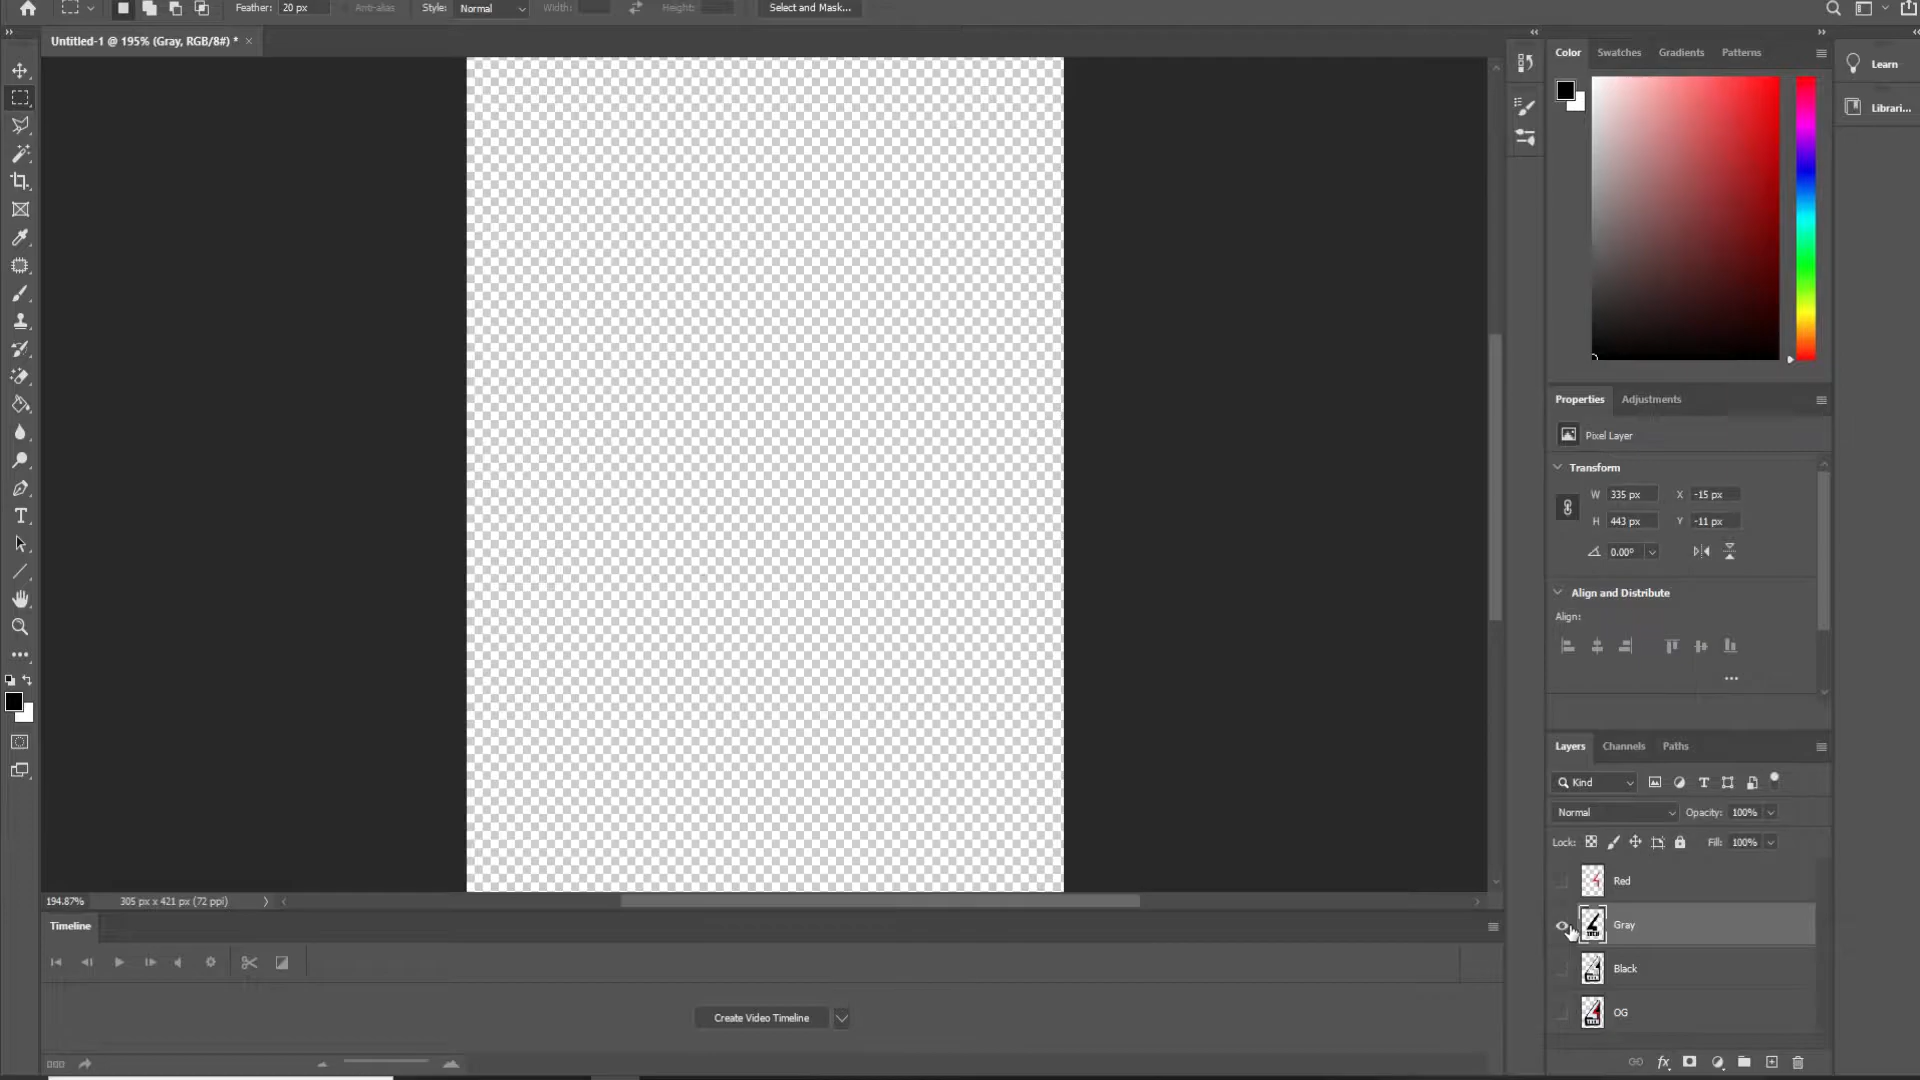 Feather: 20 px Anti-alias Style: Normal Width: Height: Select and Mask...
Untitled-1 @ 195% (Gray, RGB/8#) * ×
Color Swatches Gradients Patterns
Learn
Librari...
Properties Adjustments
Pixel Layer
Transform
W 335 px X -15 px
H 443 px Y -11 px
0.00°
Align and Distribute
Align:
Layers Channels Paths
Kind
Normal Opacity: 100%
Lock: Fill: 100%
Red
Gray
Black
OG
194.87% 305 px x 421 px (72 ppi)
Timeline
Create Video Timeline